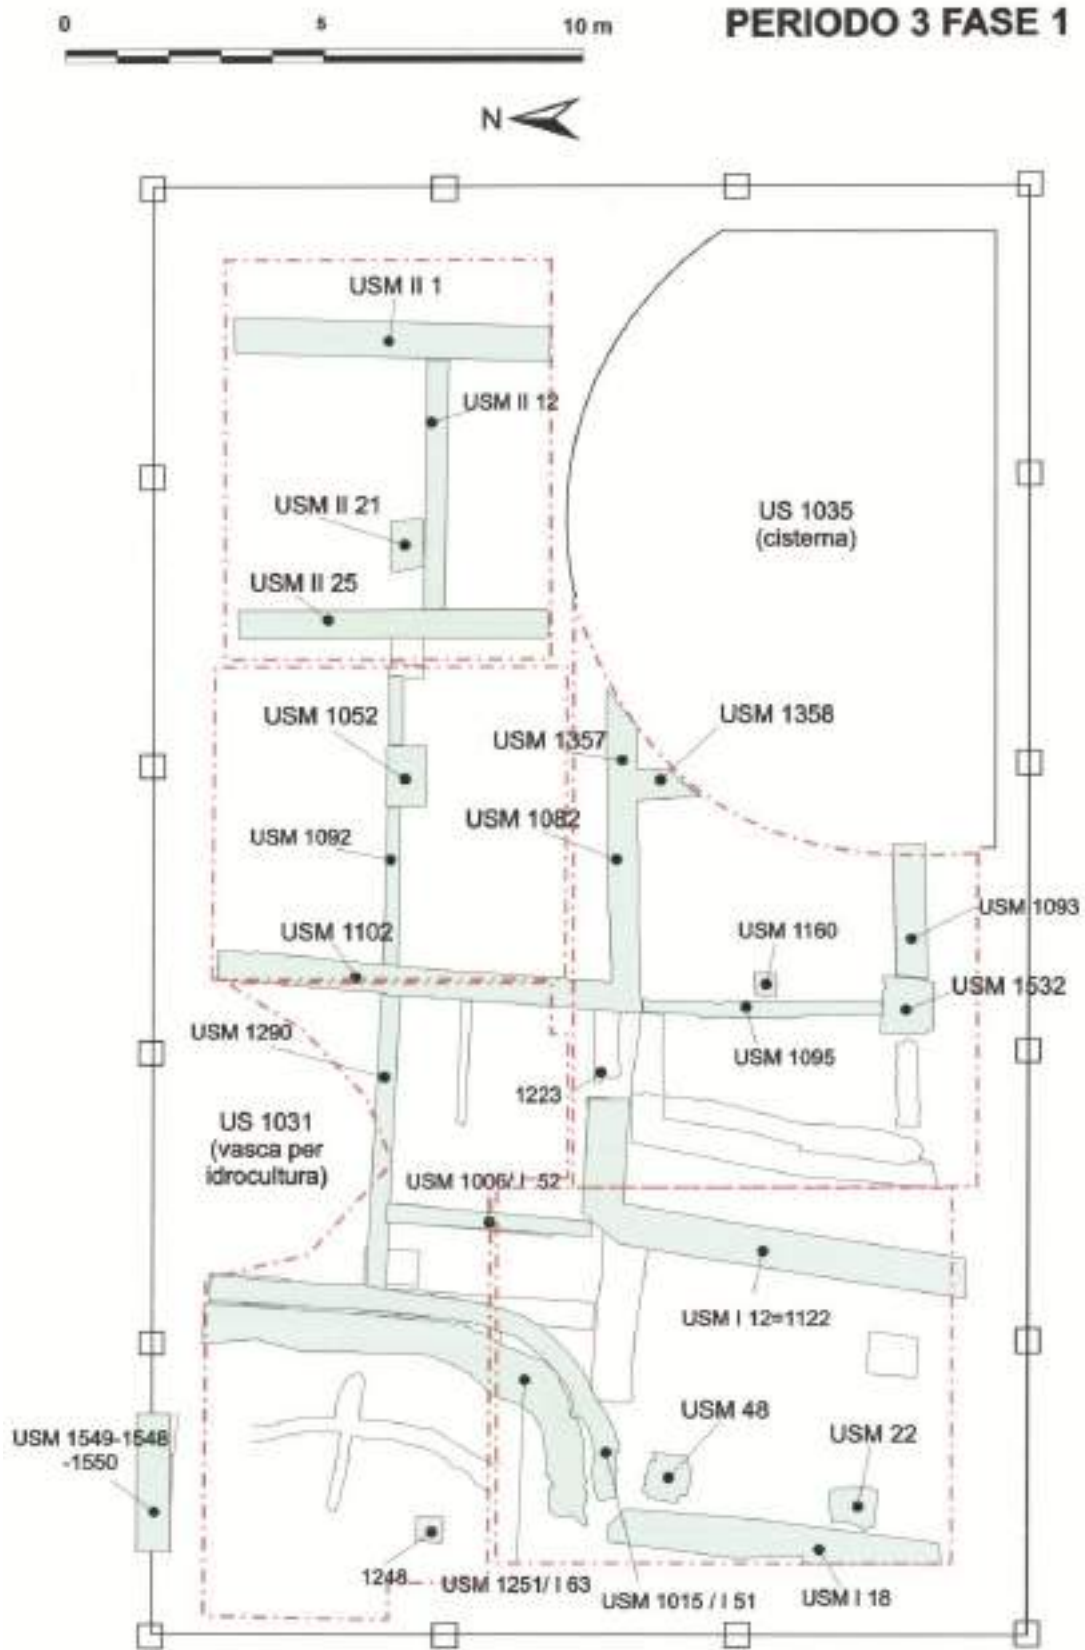 0 5 10 m
PERIODO 3 FASE 1
N
USM II 1
USM II 12
USM II 21
US 1035
(cisterna)
USM II 25
USM 1052
USM 1358
USM 1357
USM 1082
USM 1092
USM 1093
USM 1102
USM 1160
USM 1532
USM 1290
USM 1095
1223
US 1031
(vasca per
idrocultura)
USM 1006/ I 52
USM I 12=1122
USM 48
USM 22
USM 1549-1548
-1550
1248
USM 1251/ I 63
USM 1015 / I 51
USM I 18